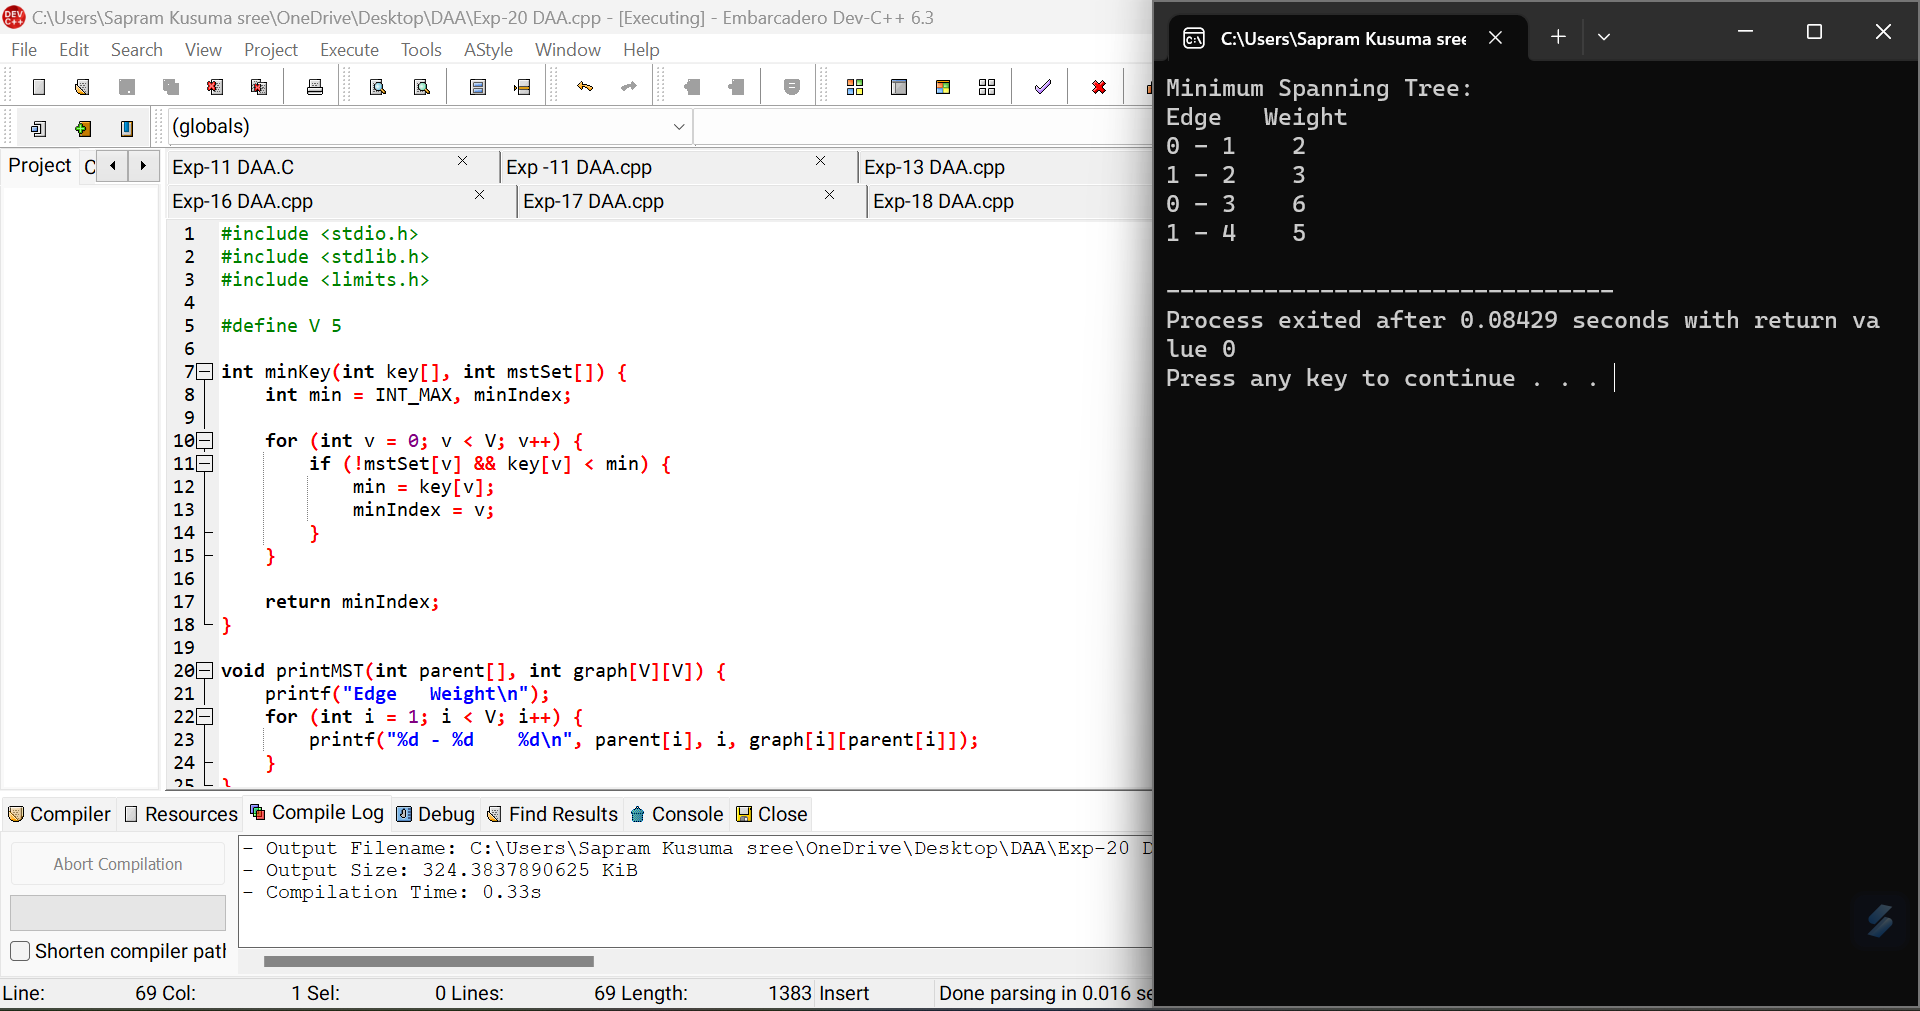 C:\Users\Sapram Kusuma sree\OneDrive\Desktop\DAA\Exp-20 DAA.cpp - [Executing] - Embarcadero Dev-C++ 6.3
File Edit Search View Project Execute Tools AStyle Window Help
(globals)
Project C
Exp-11 DAA.C Exp -11 DAA.cpp Exp-13 DAA.cpp
Exp-16 DAA.cpp Exp-17 DAA.cpp Exp-18 DAA.cpp
1 #include <stdio.h>
2 #include <stdlib.h>
3 #include <limits.h>
4
5 #define V 5
6
7 int minKey(int key[], int mstSet[]) {
8 int min = INT_MAX, minIndex;
9
10 for (int v = 0; v < V; v++) {
11 if (!mstSet[v] && key[v] < min) {
12 min = key[v];
13 minIndex = v;
14 }
15 }
16
17 return minIndex;
18 }
19
20 void printMST(int parent[], int graph[V][V]) {
21 printf("Edge   Weight\n");
22 for (int i = 1; i < V; i++) {
23 printf("%d - %d    %d\n", parent[i], i, graph[i][parent[i]]);
24 }
25 }
Compiler Resources Compile Log Debug Find Results Console Close
Abort Compilation
Shorten compiler path
- Output Filename: C:\Users\Sapram Kusuma sree\OneDrive\Desktop\DAA\Exp-20 D
- Output Size: 324.3837890625 KiB
- Compilation Time: 0.33s
Line: 69 Col: 1 Sel: 0 Lines: 69 Length: 1383 Insert Done parsing in 0.016 se
C:\Users\Sapram Kusuma sree
Minimum Spanning Tree:
Edge   Weight
0 - 1    2
1 - 2    3
0 - 3    6
1 - 4    5
--------------------------------
Process exited after 0.08429 seconds with return va
lue 0
Press any key to continue . . .